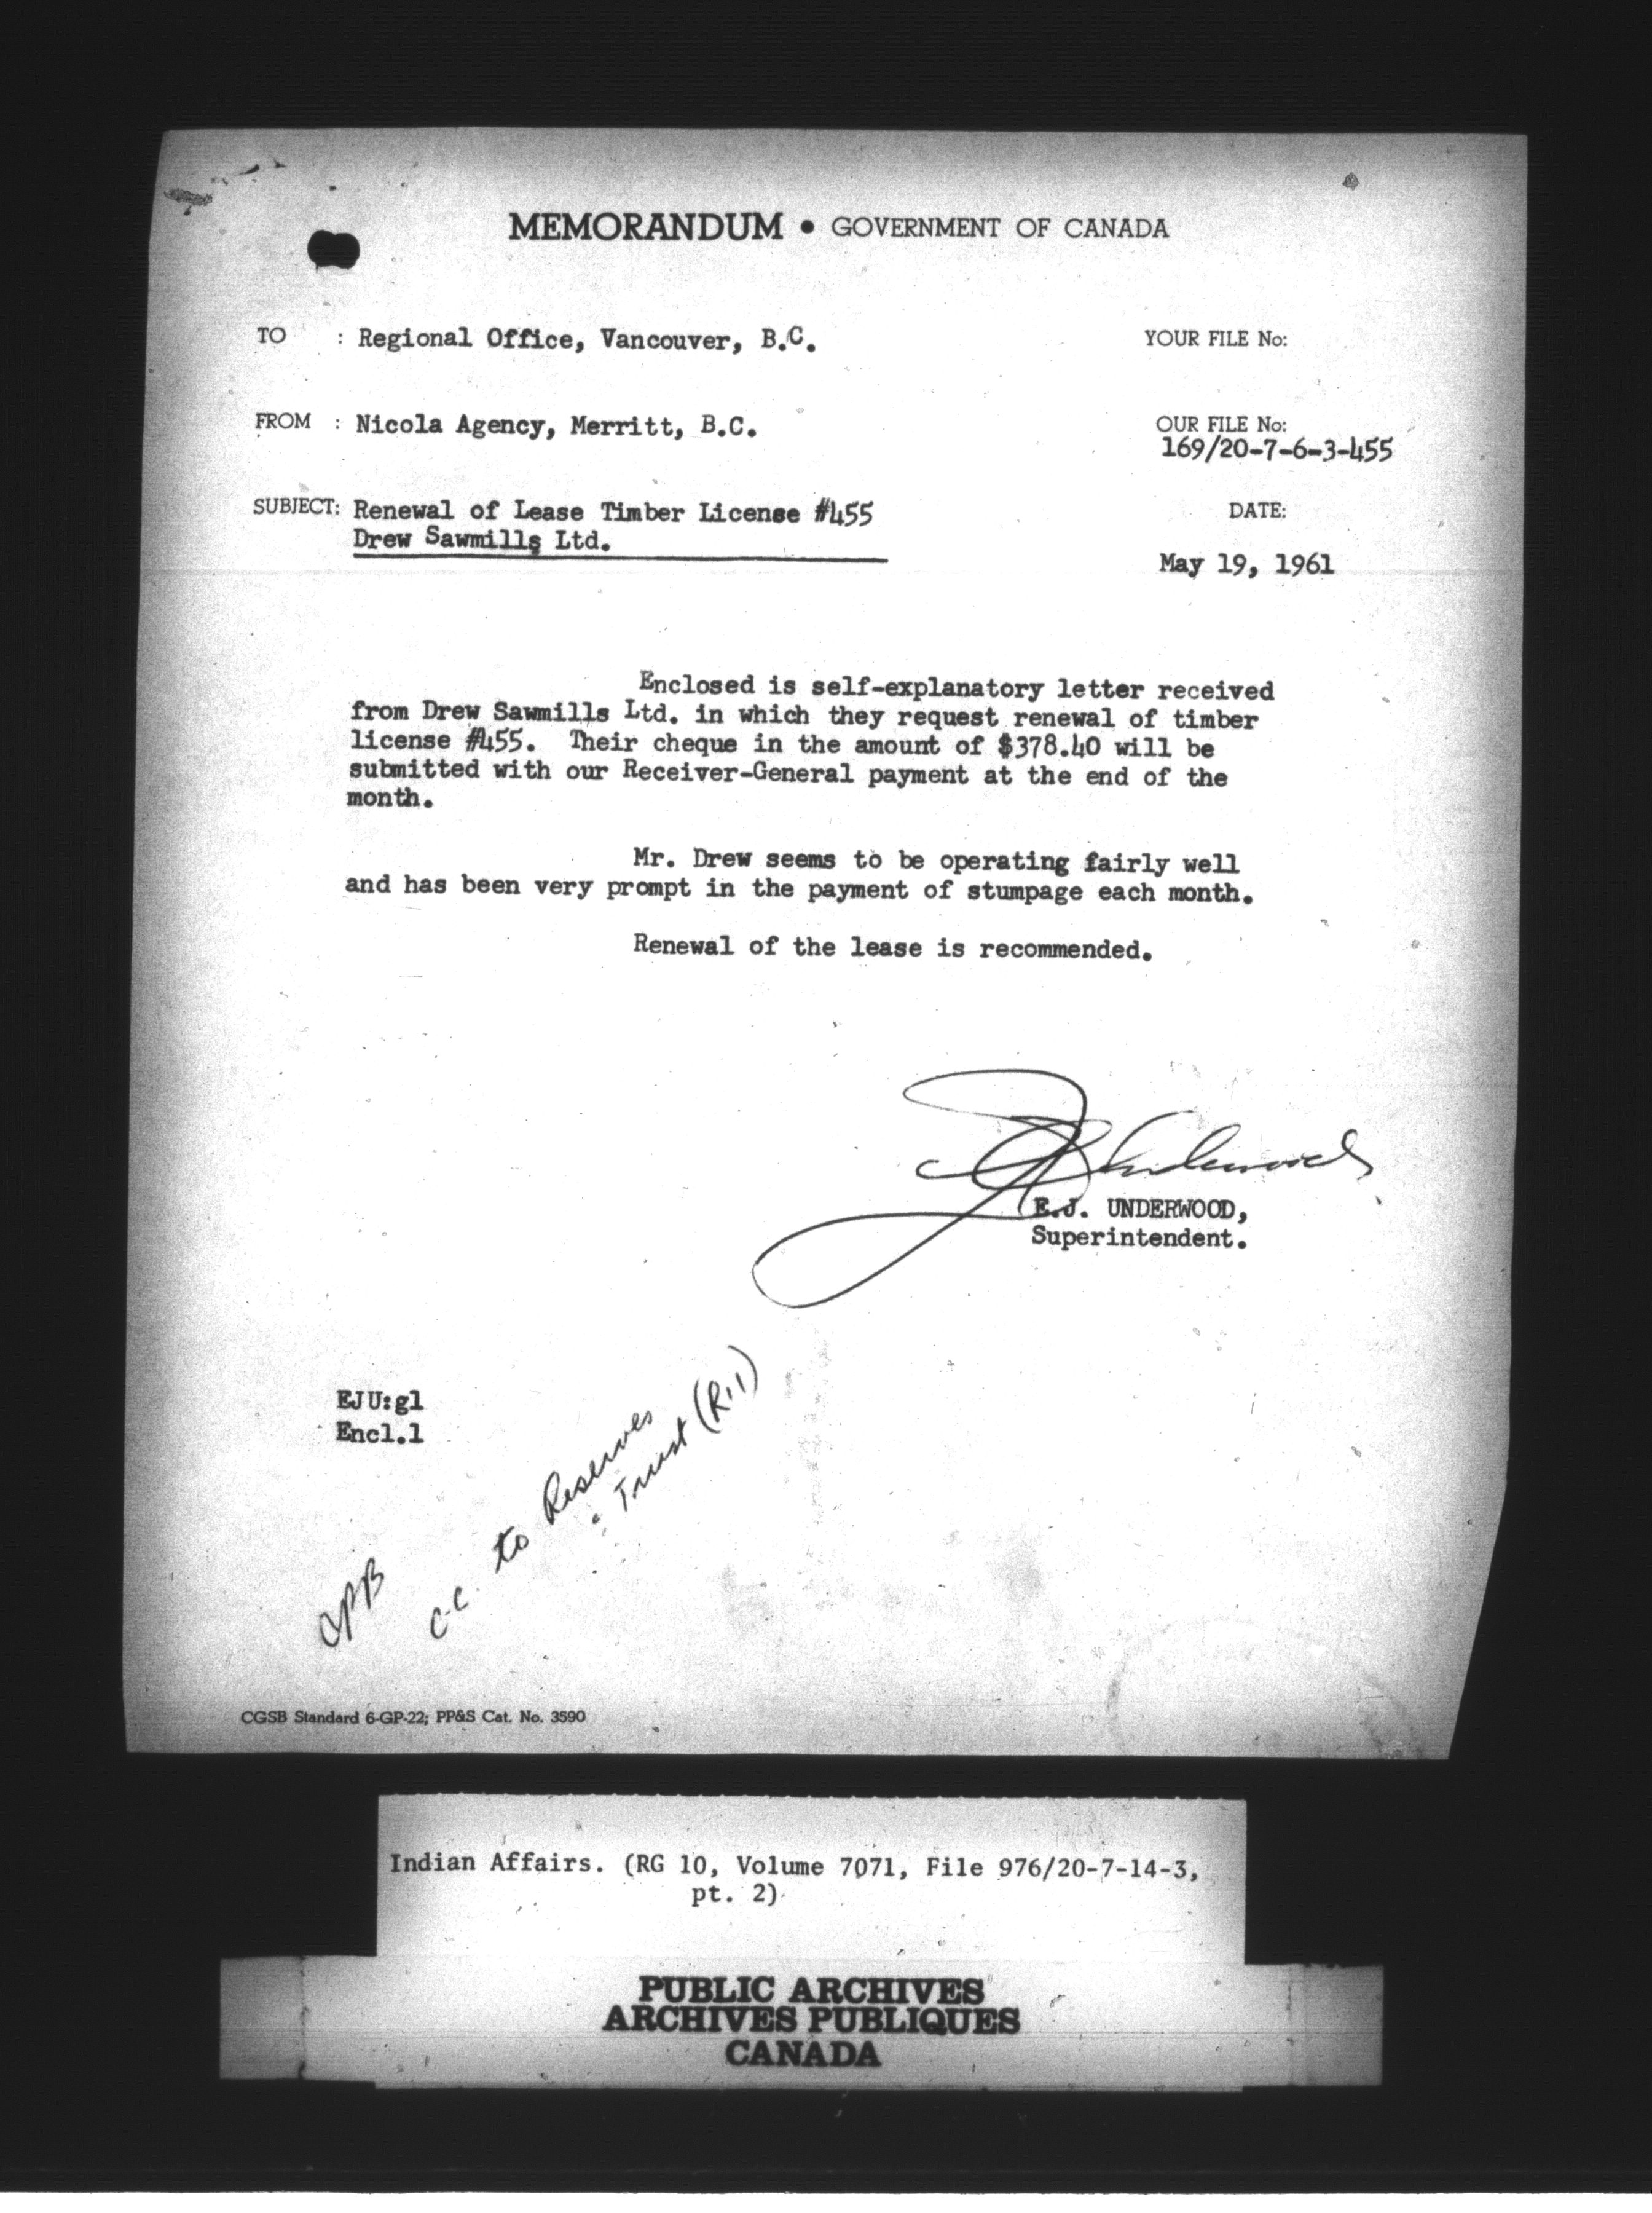 MEMORANDUM • GOVERNMENT OF CANADA
TO : Regional Office, Vancouver, B.C.
YOUR FILE No:
FROM : Nicola Agency, Merritt, B.C.
OUR FILE No:
169/20-7-6-3-455
SUBJECT: Renewal of Lease Timber License #455
Drew Sawmills Ltd.
DATE:
May 19, 1961
Enclosed is self-explanatory letter received
from Drew Sawmills Ltd. in which they request renewal of timber
license #455. Their cheque in the amount of $378.40 will be
submitted with our Receiver-General payment at the end of the
month.
Mr. Drew seems to be operating fairly well
and has been very prompt in the payment of stumpage each month.
Renewal of the lease is recommended.
E.J. UNDERWOOD,
Superintendent.
EJU:gl
Encl.1
c.c. to Reserves
Trust (R11)
CGSB Standard 6-GP-22; PP&S Cat. No. 3590
Indian Affairs. (RG 10, Volume 7071, File 976/20-7-14-3,
pt. 2)
PUBLIC ARCHIVES
ARCHIVES PUBLIQUES
CANADA